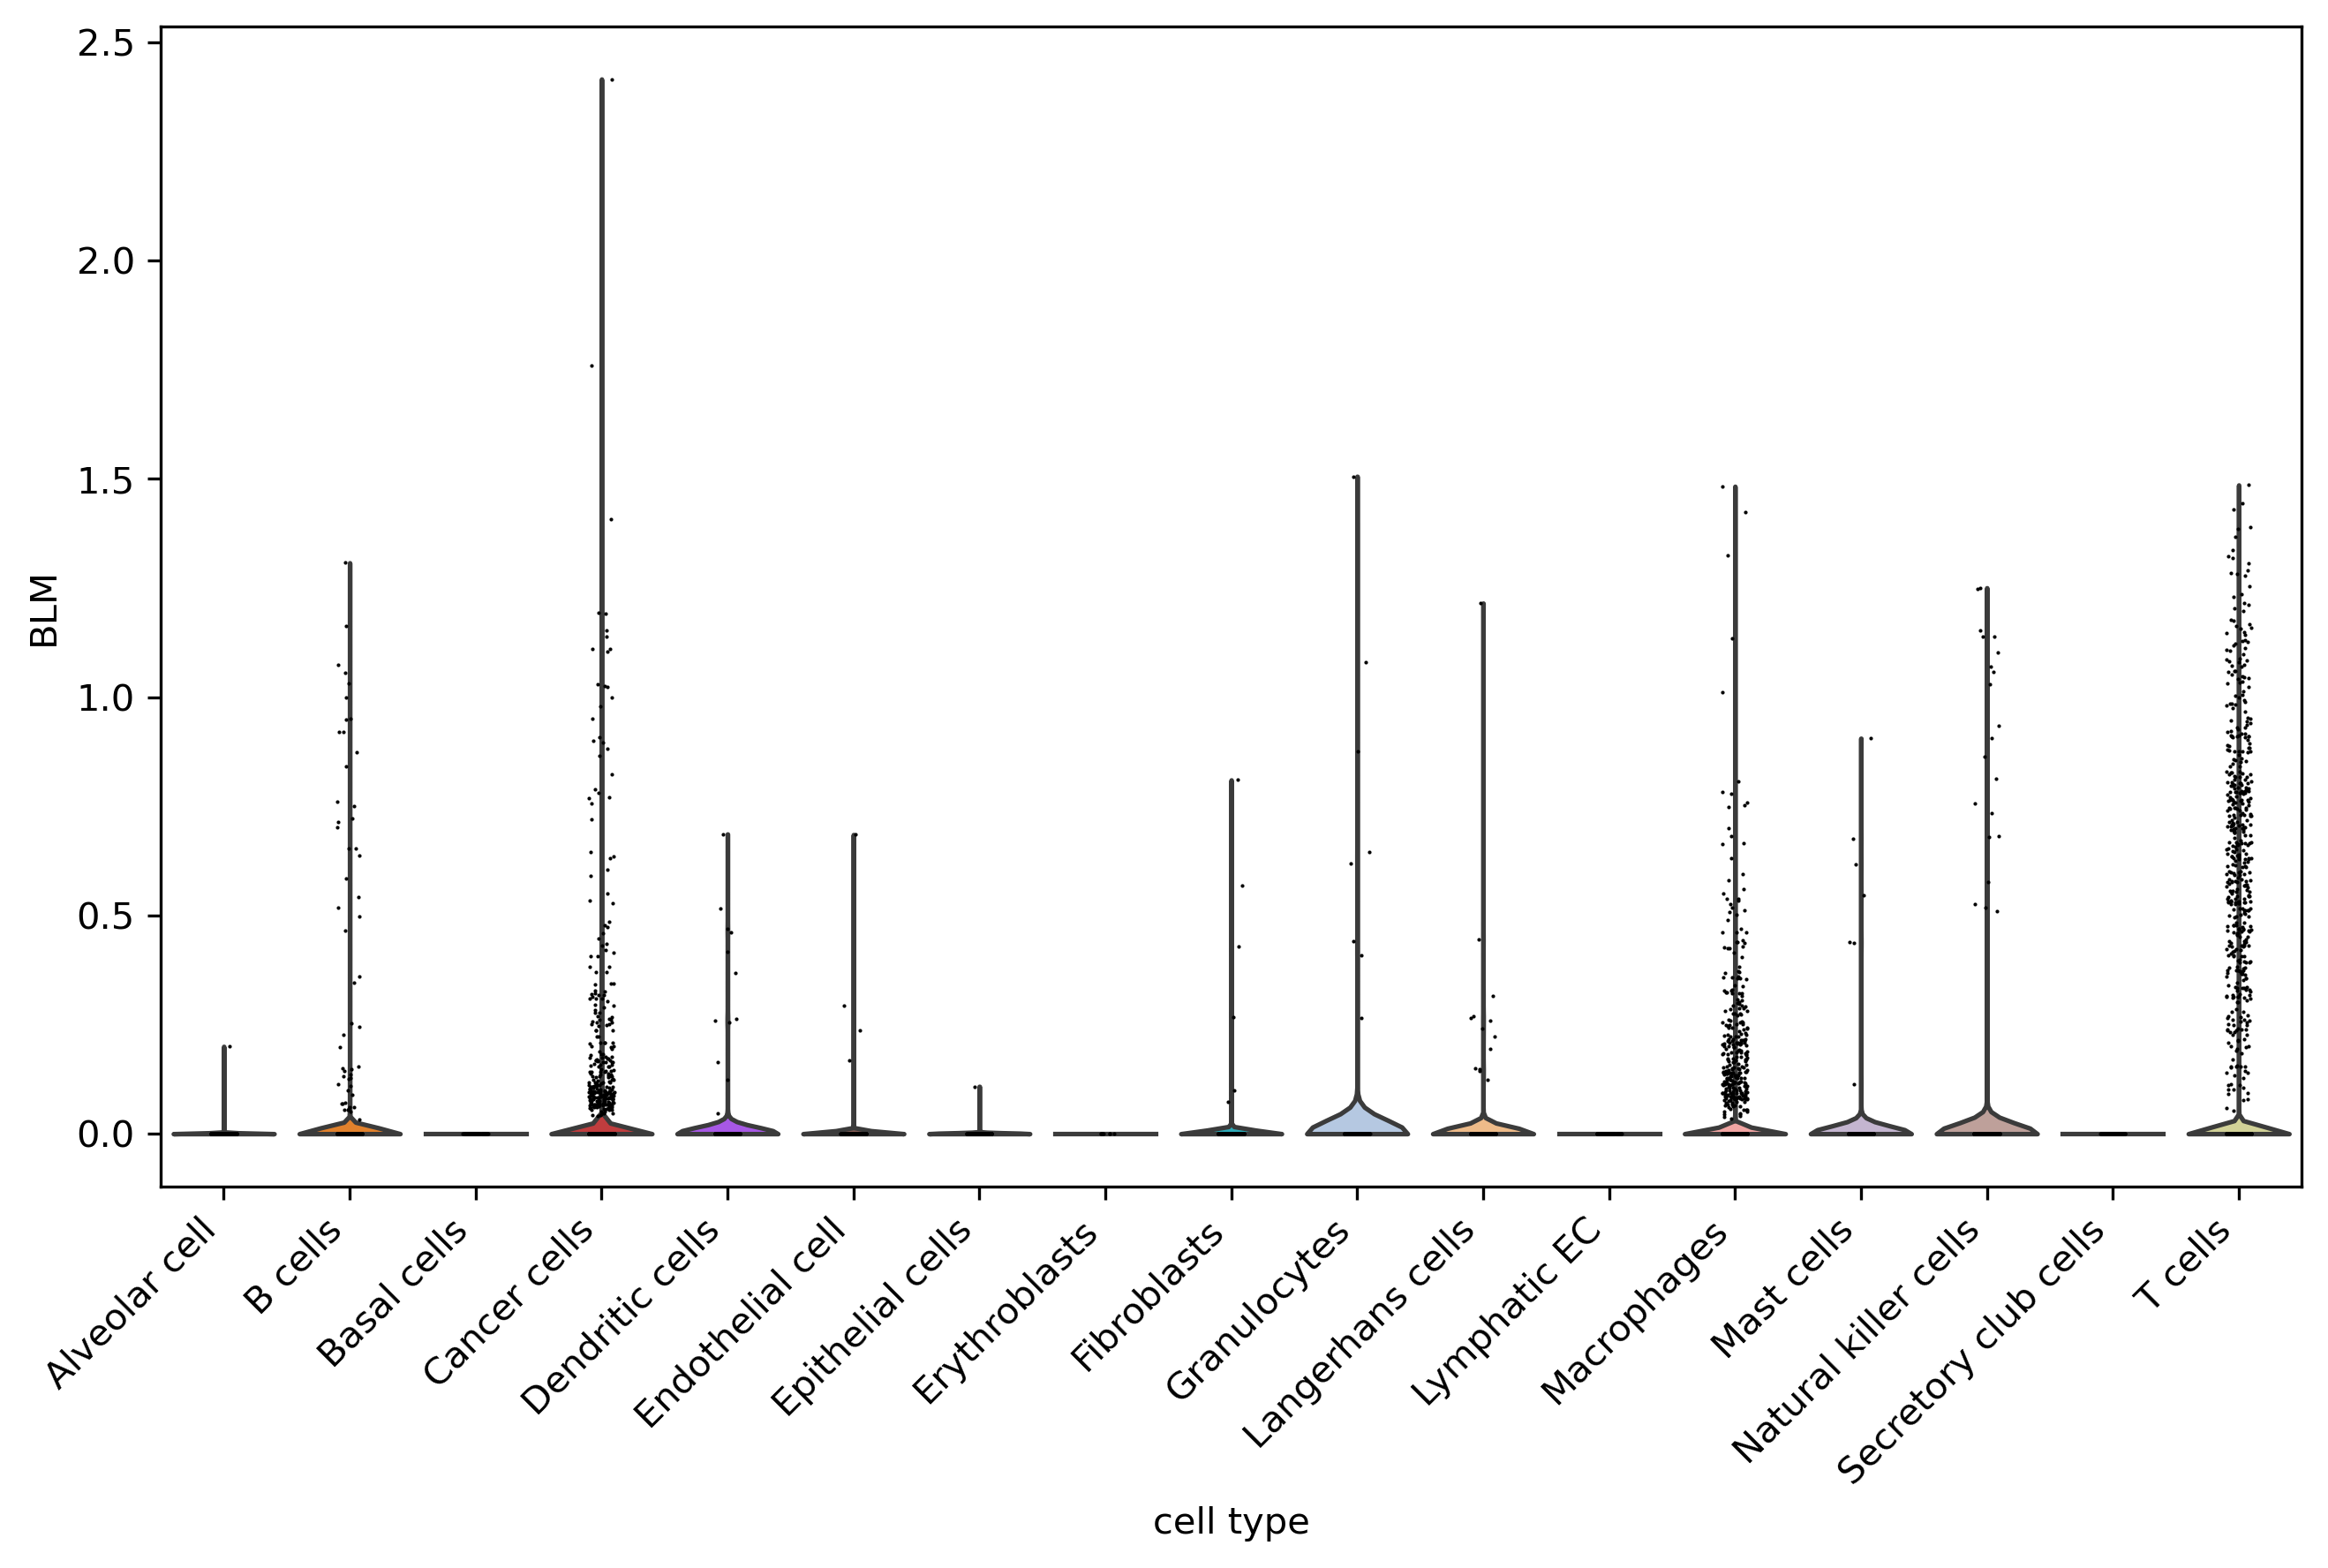 2.5
2.0
1.5
1.0
0.5
0.0
BLM
Alveolar cell
B cells
Basal cells
Cancer cells
Dendritic cells
Endothelial cell
Epithelial cells
Erythroblasts
Fibroblasts
Granulocytes
Langerhans cells
Lymphatic EC
Macrophages
Mast cells
Natural killer cells
Secretory club cells
T cells
cell type